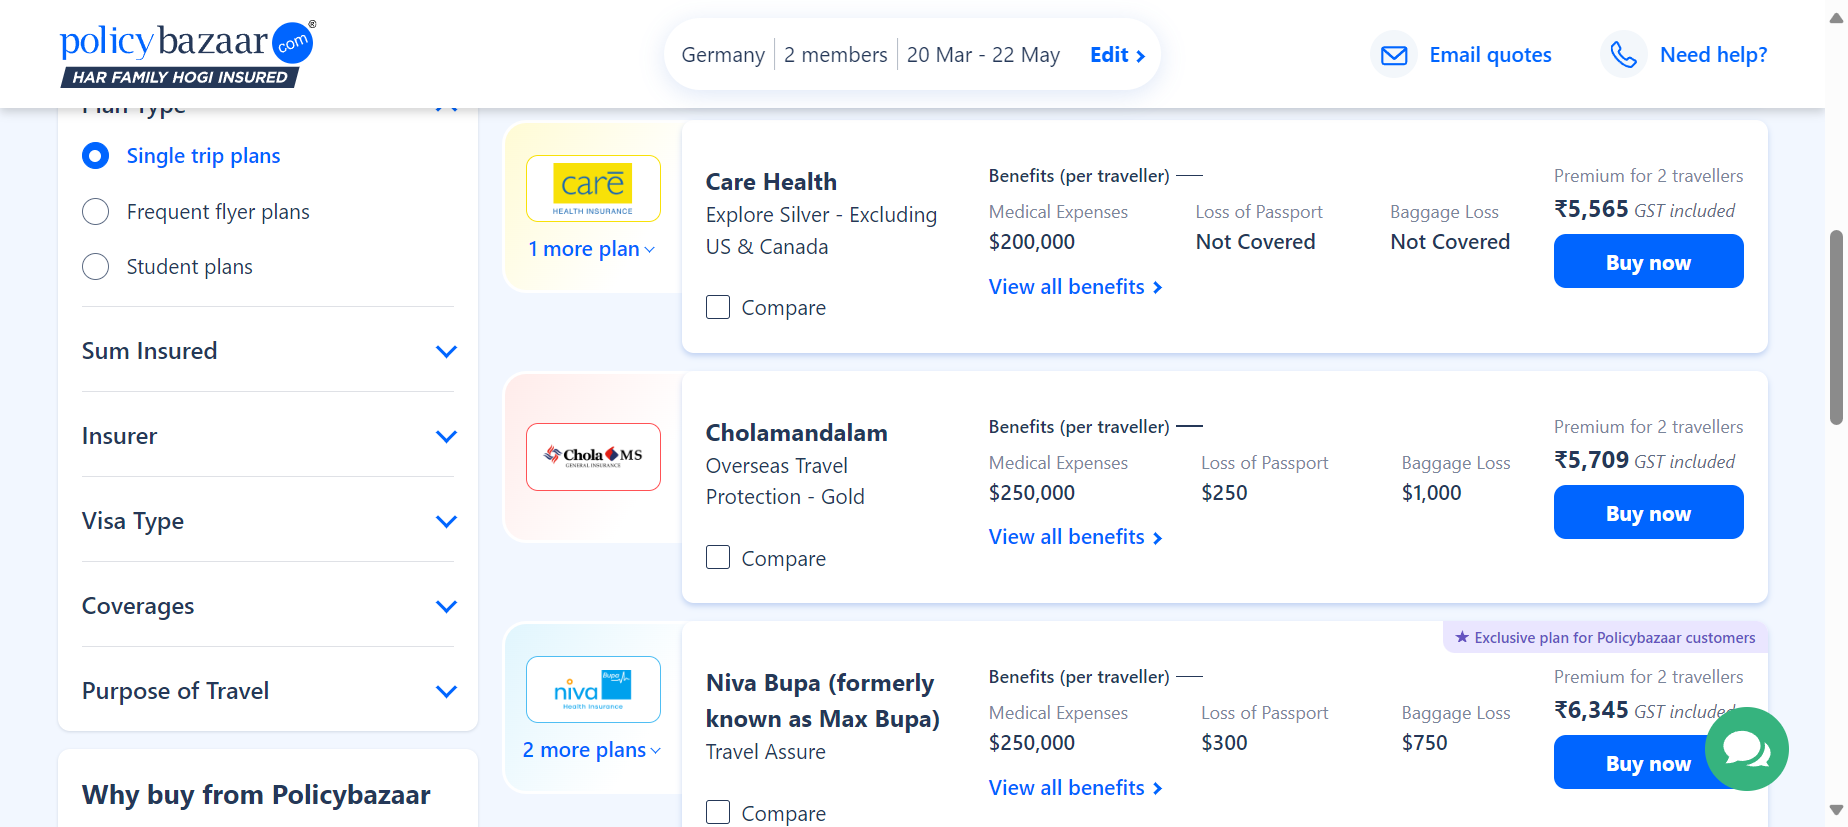 policybazaar com ®
HAR FAMILY HOGI INSURED
Germany 2 members 20 Mar - 22 May Edit
Email quotes
Need help?
Plan Type
Single trip plans
Frequent flyer plans
Student plans
Sum Insured
Insurer
Visa Type
Coverages
Purpose of Travel
Why buy from Policybazaar
carē
HEALTH INSURANCE
1 more plan
Care Health
Explore Silver - Excluding
US & Canada
Compare
Benefits (per traveller)
Medical Expenses Loss of Passport Baggage Loss
$200,000 Not Covered Not Covered
View all benefits
Premium for 2 travellers
₹5,565 GST included
Buy now
Chola MS
GENERAL INSURANCE
Cholamandalam
Overseas Travel
Protection - Gold
Compare
Benefits (per traveller)
Medical Expenses Loss of Passport Baggage Loss
$250,000 $250 $1,000
View all benefits
Premium for 2 travellers
₹5,709 GST included
Buy now
Exclusive plan for Policybazaar customers
niva Bupa
Health Insurance
2 more plans
Niva Bupa (formerly
known as Max Bupa)
Travel Assure
Compare
Benefits (per traveller)
Medical Expenses Loss of Passport Baggage Loss
$250,000 $300 $750
View all benefits
Premium for 2 travellers
₹6,345 GST included
Buy now